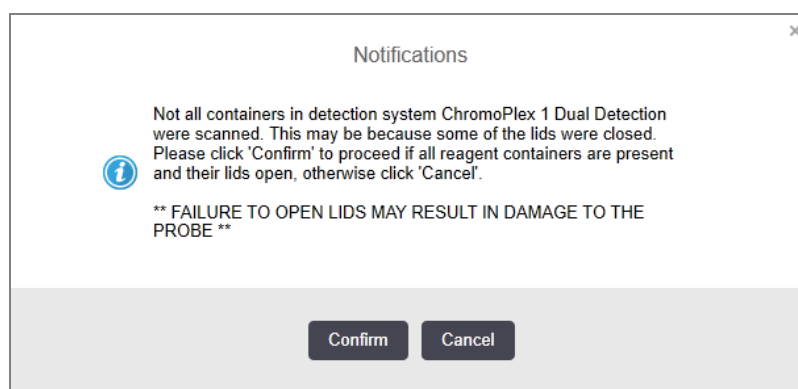 Notifications
Not all containers in detection system ChromoPlex 1 Dual Detection
were scanned. This may be because some of the lids were closed.
Please click 'Confirm' to proceed if all reagent containers are present
and their lids open, otherwise click 'Cancel'.
** FAILURE TO OPEN LIDS MAY RESULT IN DAMAGE TO THE
PROBE **
Confirm Cancel